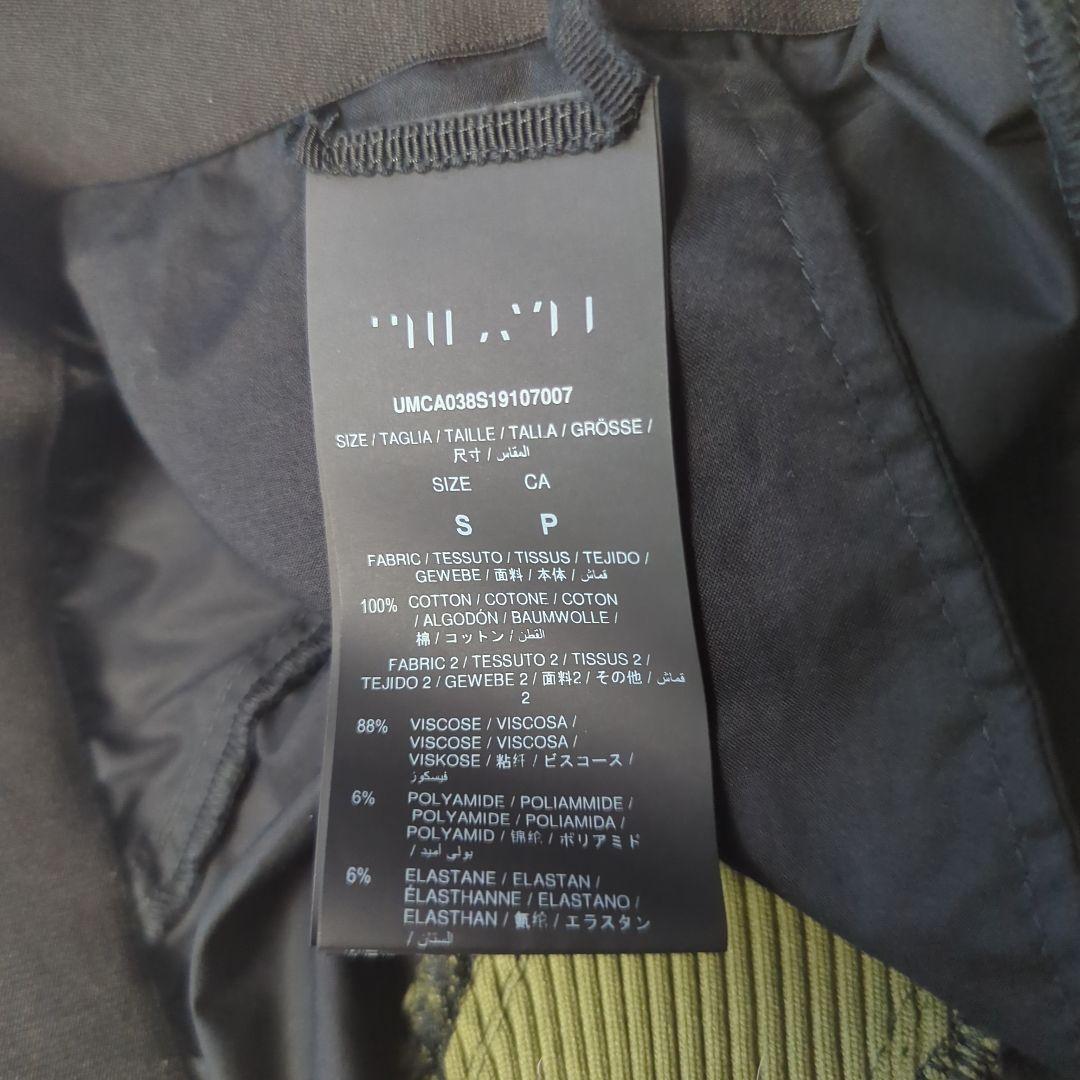 UMCA038S19107007
SIZE / TAGLIA / TAILLE / TALLA / GRÖSSE /
尺寸 / المقاس
SIZE CA
S P
FABRIC / TESSUTO / TISSUS / TEJIDO /
GEWEBE / 面料 / 本体 / قماش
100% COTTON / COTONE / COTON
/ ALGODÓN / BAUMWOLLE /
棉 / コットン / القطن
FABRIC 2 / TESSUTO 2 / TISSUS 2 /
TEJIDO 2 / GEWEBE 2 / 面料2 / その他 / قماش
2
88% VISCOSE / VISCOSA /
VISCOSE / VISCOSA /
VISKOSE / 粘纤 / ビスコース /
فيسكوز
6% POLYAMIDE / POLIAMMIDE /
POLYAMIDE / POLIAMIDA /
POLYAMID / 锦纶 / ポリアミド
/ بولي أميد
6% ELASTANE / ELASTAN /
ÉLASTHANNE / ELASTANO /
ELASTHAN / 氨纶 / エラスタン
/